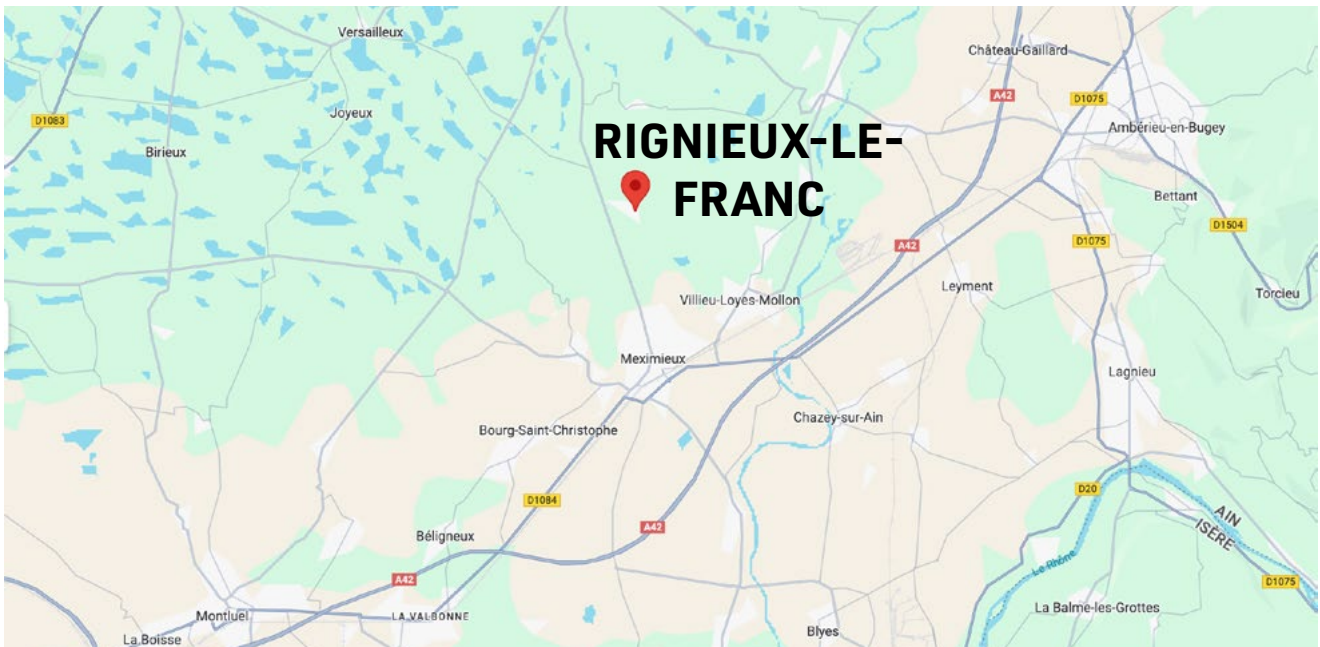 Versailleux
Château-Gaillard
A42
D1075
D1083
Joyeux
Ambérieu-en-Bugey
Birieux
RIGNIEUX-LE-
FRANC
Bettant
D1504
A42
D1075
Leyment
Torcieu
Villieu-Loyes-Mollon
Meximieux
Lagnieu
Chazey-sur-Ain
Bourg-Saint-Christophe
D1084
D20
AIN
ISÈRE
A42
Béligneux
Le Rhône
A42
D1075
Montluel
LA VALBONNE
La Balme-les-Grottes
La Boisse
Blyes